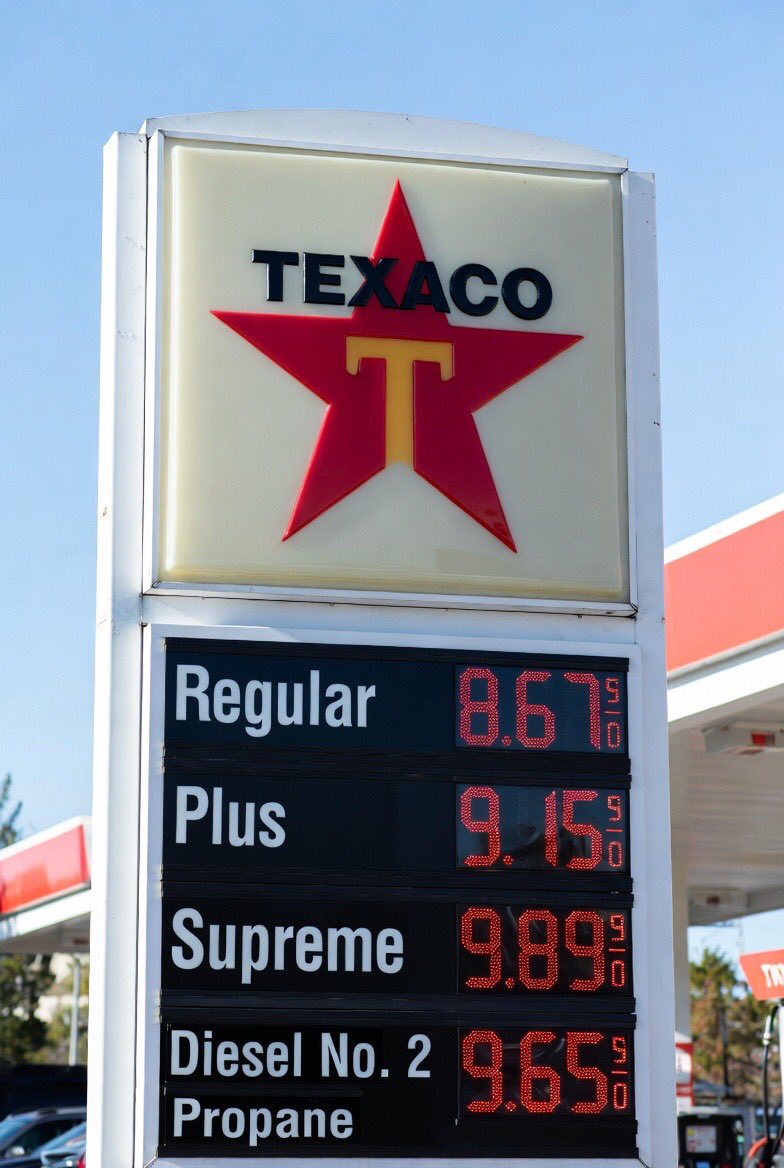 TEXACO
T
Regular 8.67 9/10
Plus 9.15 9/10
Supreme 9.89 9/10
Diesel No. 2 9.65 9/10
Propane